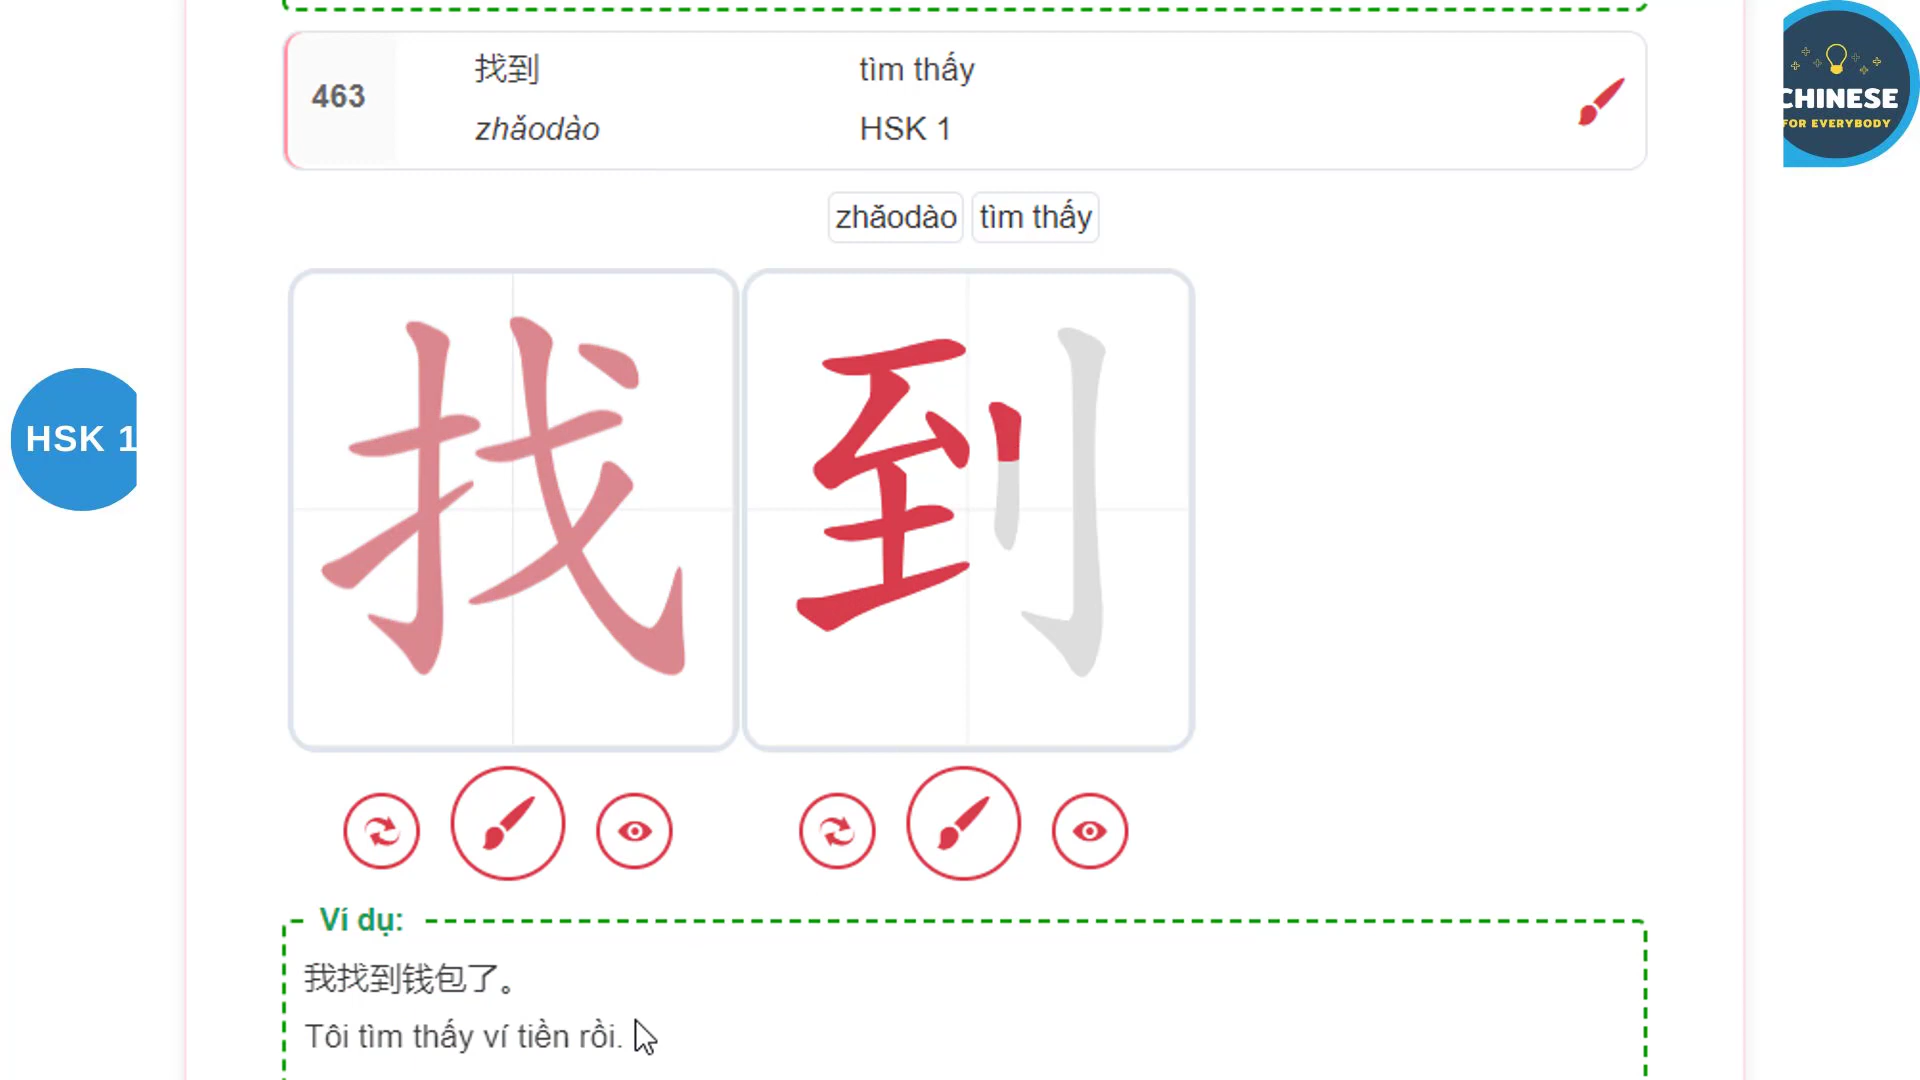 463
找到
zhǎodào
tìm thấy
HSK 1
CHINESE
FOR EVERYBODY
zhǎodào
tìm thấy
HSK 1
找到
Ví dụ:
我找到钱包了。
Tôi tìm thấy ví tiền rồi.